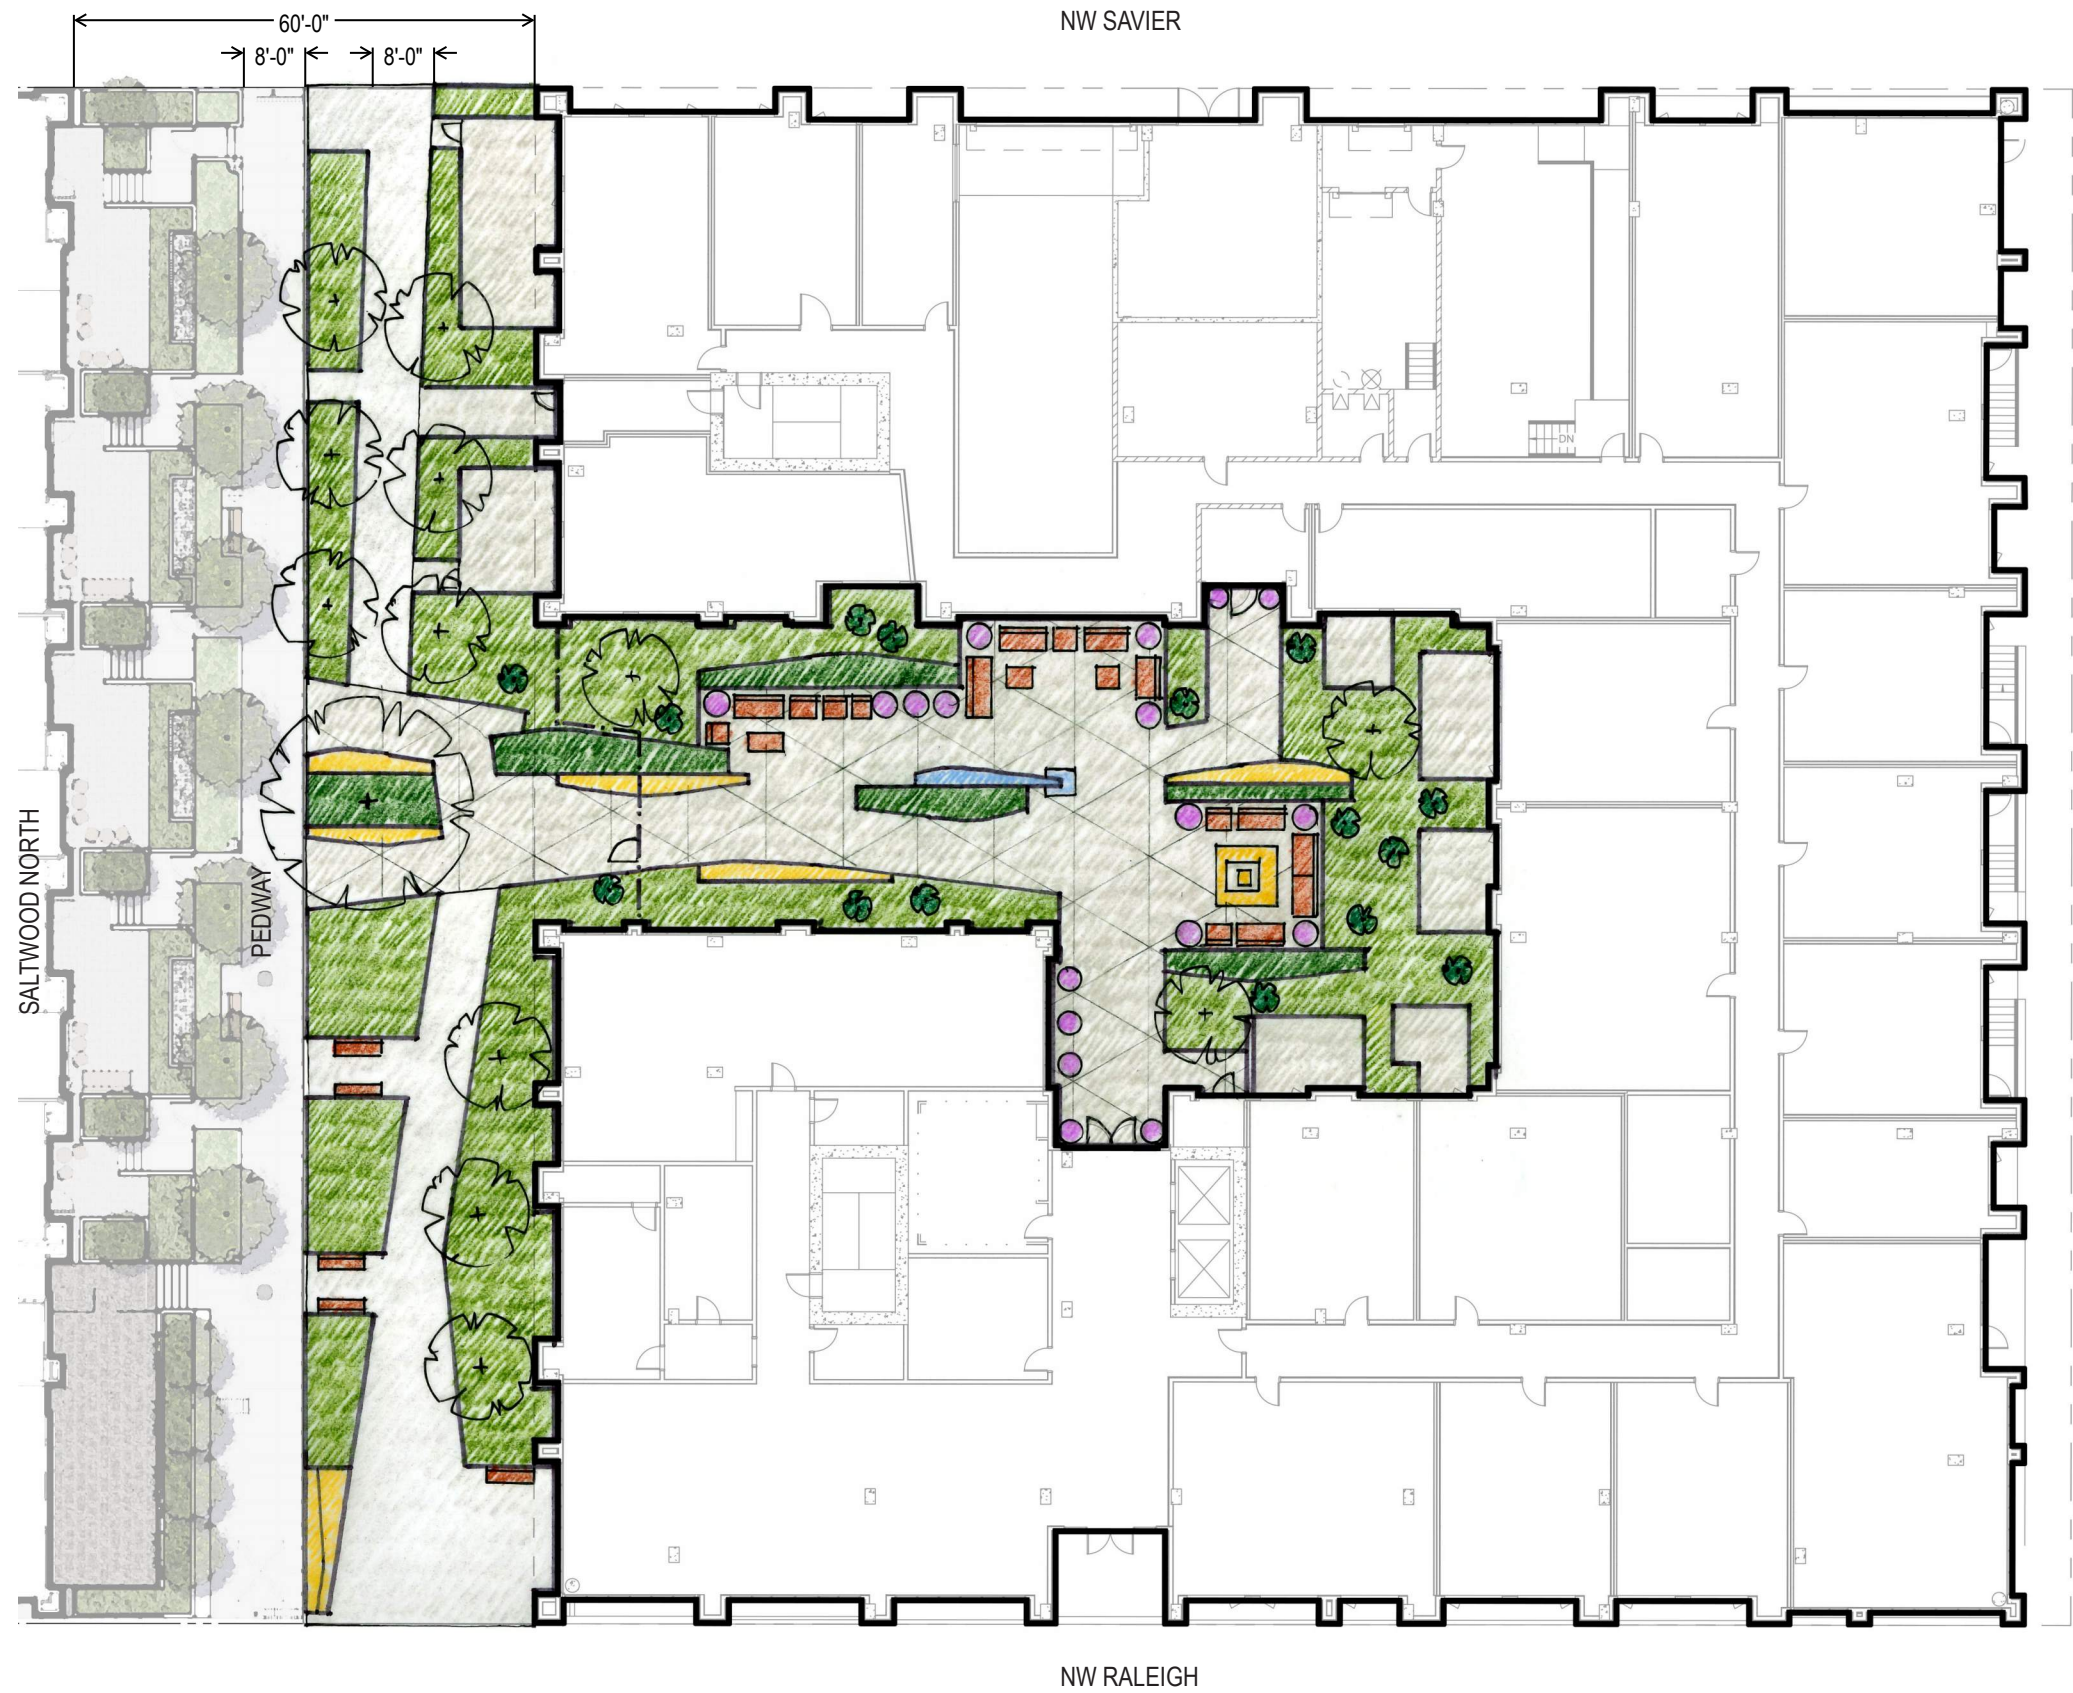 60'-0"
NW SAVIER
8'-0"
8'-0"
DN
SALTWOOD NORTH
PEDWAY
NW RALEIGH